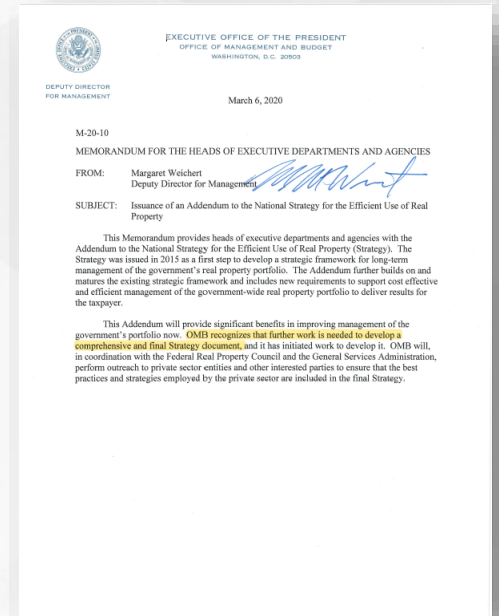 EXECUTIVE OFFICE OF THE PRESIDENT
OFFICE OF MANAGEMENT AND BUDGET
WASHINGTON, D.C. 20503
DEPUTY DIRECTOR
FOR MANAGEMENT
March 6, 2020
M-20-10
MEMORANDUM FOR THE HEADS OF EXECUTIVE DEPARTMENTS AND AGENCIES
FROM: Margaret Weichert
Deputy Director for Management
SUBJECT: Issuance of an Addendum to the National Strategy for the Efficient Use of Real
Property
This Memorandum provides heads of executive departments and agencies with the
Addendum to the National Strategy for the Efficient Use of Real Property (Strategy). The
Strategy was issued in 2015 as a first step to develop a strategic framework for long-term
management of the government's real property portfolio. The Addendum further builds on and
matures the existing strategic framework and includes new requirements to support cost effective
and efficient management of the government-wide real property portfolio to deliver results for
the taxpayer.
This Addendum will provide significant benefits in improving management of the
government's portfolio now. OMB recognizes that further work is needed to develop a
comprehensive and final Strategy document, and it has initiated work to develop it. OMB will,
in coordination with the Federal Real Property Council and the General Services Administration,
perform outreach to private sector entities and other interested parties to ensure that the best
practices and strategies employed by the private sector are included in the final Strategy.